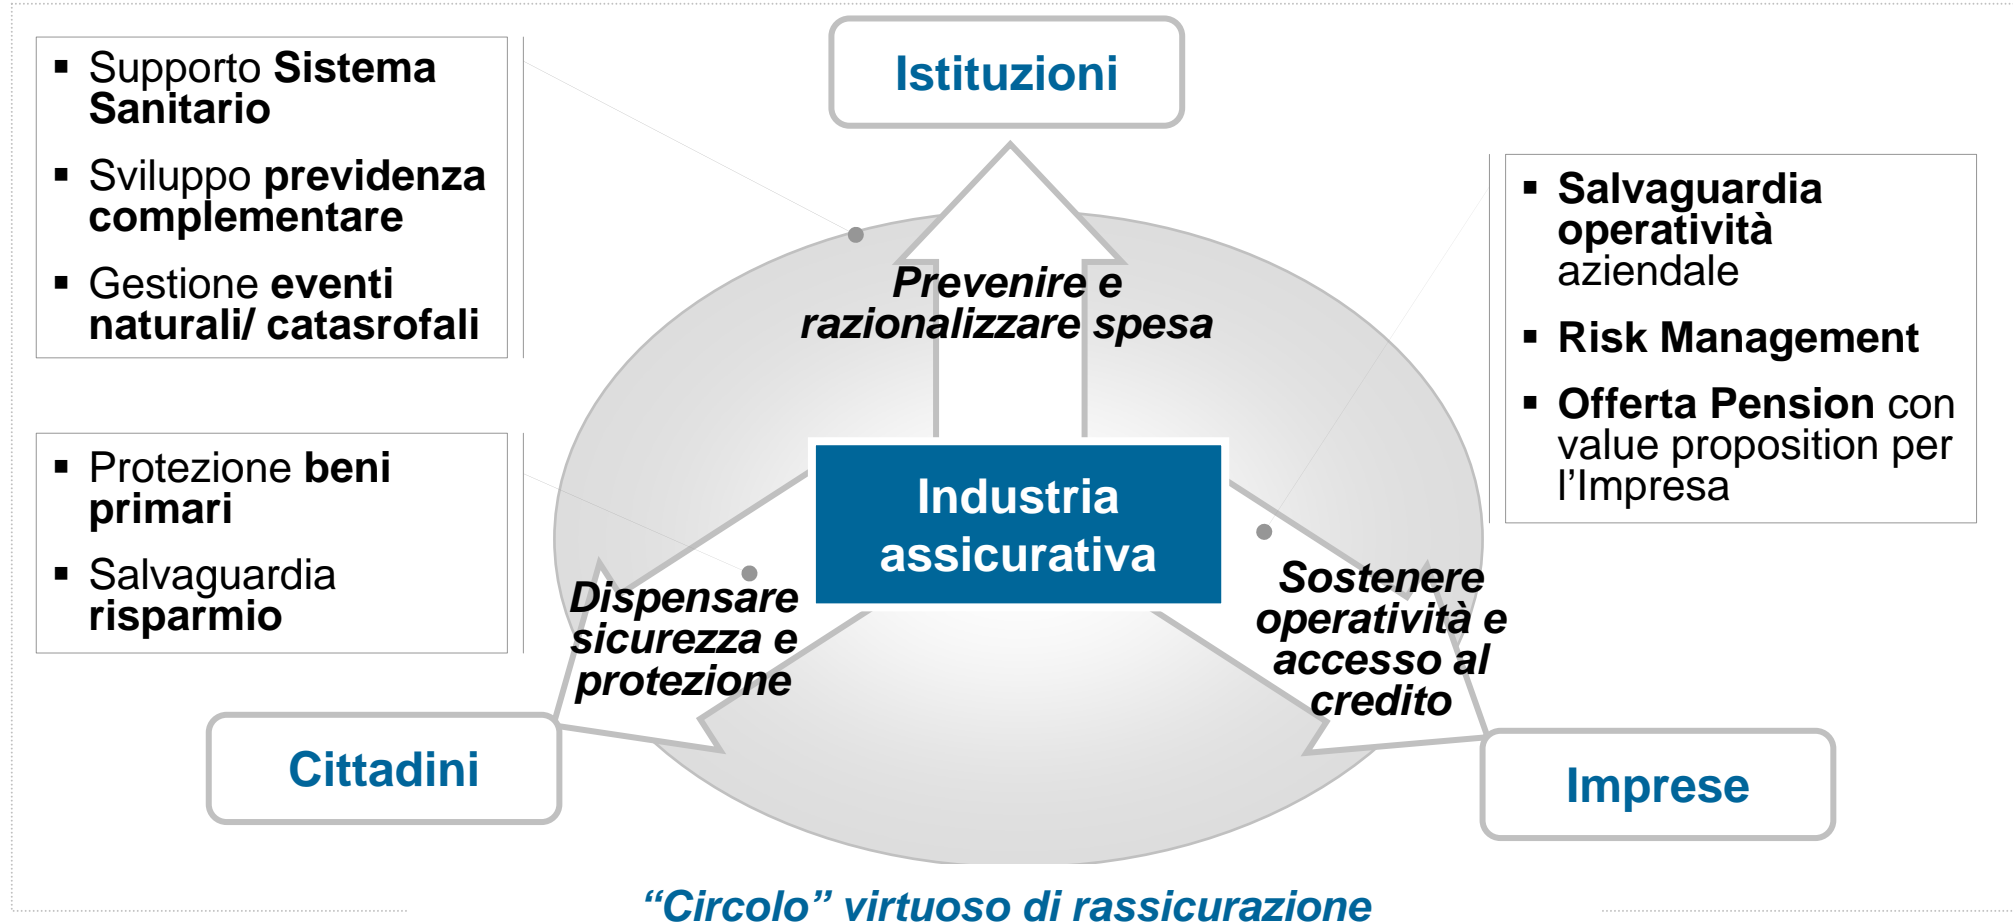 Istituzioni
▪ Supporto Sistema
Sanitario
▪ Sviluppo previdenza
complementare
▪ Gestione eventi
naturali/ catasrofali
▪ Salvaguardia
operatività
aziendale
▪ Risk Management
▪ Offerta Pension con
value proposition per
l’Impresa
Prevenire e
razionalizzare spesa
▪ Protezione beni
primari
▪ Salvaguardia
risparmio
Industria
assicurativa
Dispensare
sicurezza e
protezione
Sostenere
operatività e
accesso al
credito
Cittadini
Imprese
“Circolo” virtuoso di rassicurazione